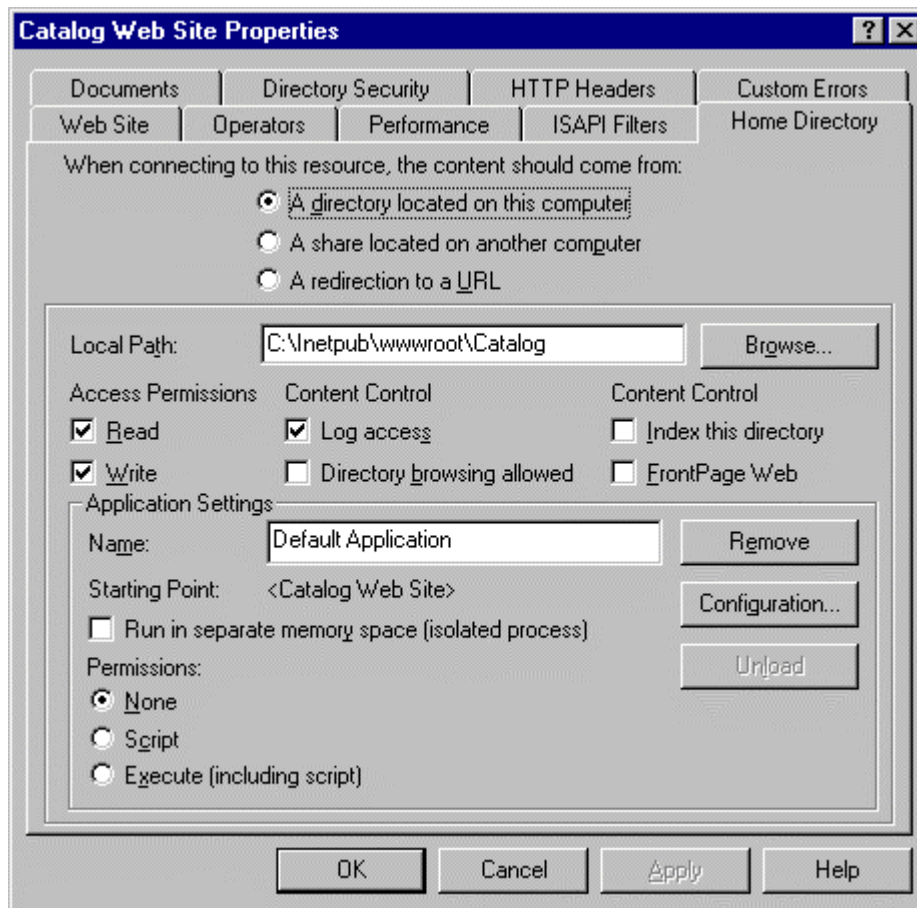 Catalog Web Site Properties
Documents Directory Security HTTP Headers Custom Errors
Web Site Operators Performance ISAPI Filters Home Directory
When connecting to this resource, the content should come from:
A directory located on this computer
A share located on another computer
A redirection to a URL
Local Path: C:\Inetpub\wwwroot\Catalog Browse...
Access Permissions Content Control Content Control
Read Log access Index this directory
Write Directory browsing allowed FrontPage Web
Application Settings
Name: Default Application Remove
Starting Point: <Catalog Web Site> Configuration...
Run in separate memory space (isolated process)
Permissions: Unload
None
Script
Execute (including script)
OK Cancel Apply Help